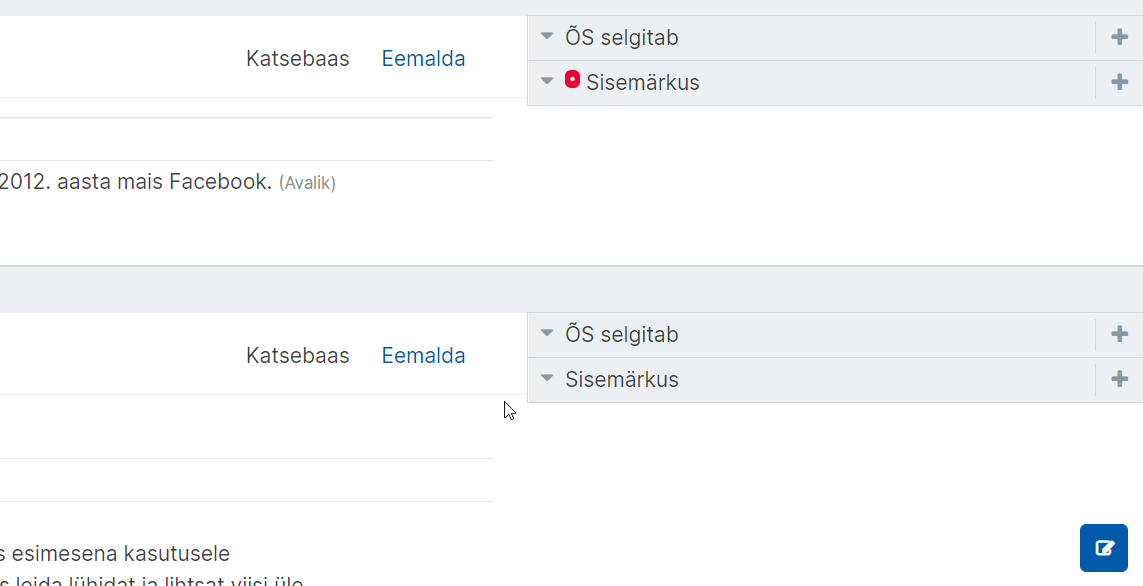 ÕS selgitab
Katsebaas Eemalda
Sisemärkus
2012. aasta mais Facebook. (Avalik)
ÕS selgitab
Katsebaas Eemalda
Sisemärkus
s esimesena kasutusele
s leida lühidat ja lihtsat viisi üle